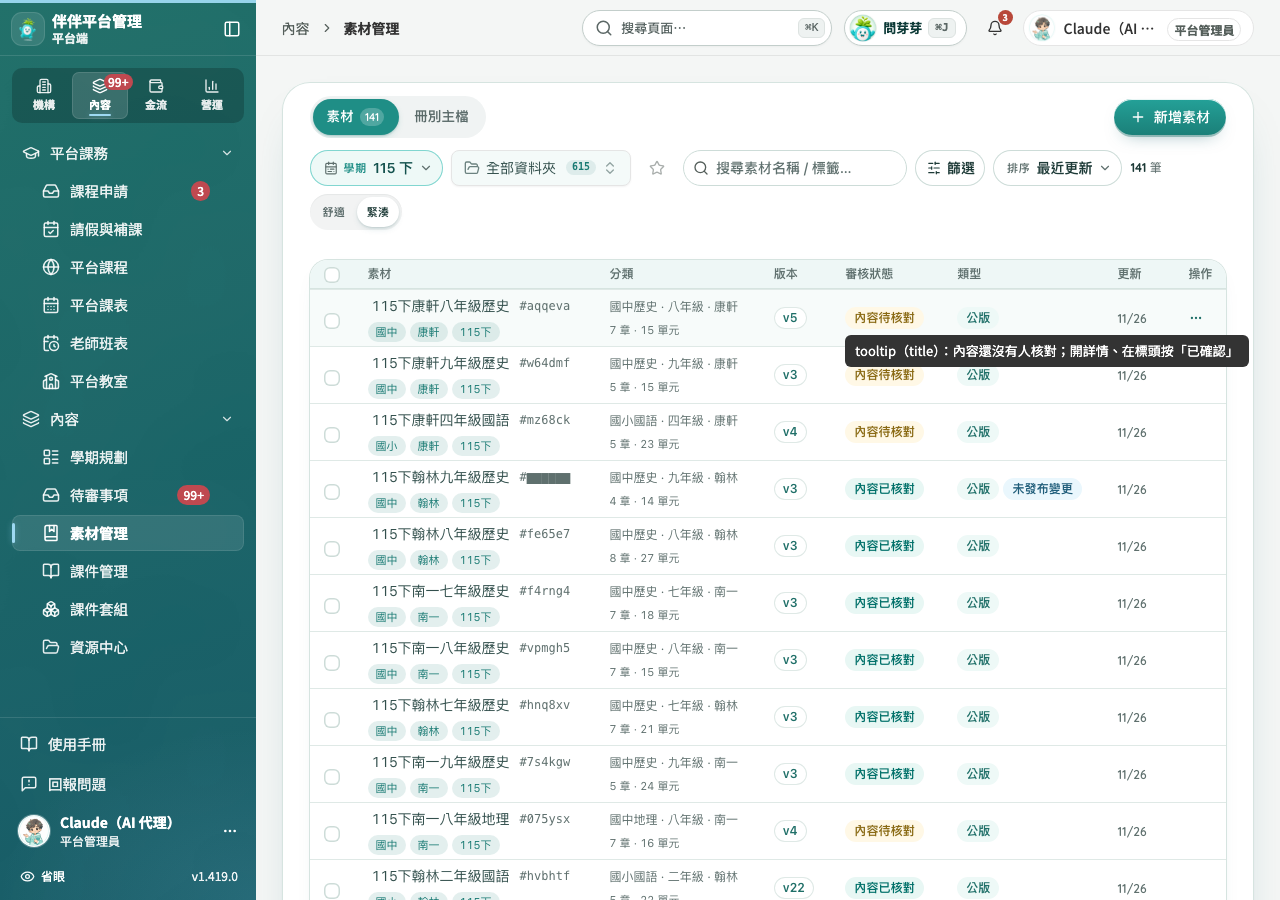 伴伴平台管理
平台端
機構
內容
99+
金流
營運
平台課務
課程申請
3
請假與補課
平台課程
平台課表
老師班表
平台教室
內容
學期規劃
待審事項
99+
素材管理
課件管理
課件套組
資源中心
使用手冊
回報問題
Claude（AI 代理）
平台管理員
省眼
v1.419.0
內容
素材管理
搜尋頁面…
⌘K
問芽芽
⌘J
3
Claude（AI …
平台管理員
素材 141
冊別主檔
+ 新增素材
學期 115 下
全部資料夾 615
搜尋素材名稱 / 標籤...
篩選
排序 最近更新
141 筆
舒適
緊湊
素材 分類 版本 審核狀態 類型 更新 操作
115下康軒八年級歷史 #aqqeva 國中歷史 · 八年級 · 康軒 v5 內容待核對 公版 11/26 …
國中 康軒 115下 7 章 · 15 單元
tooltip（title）：內容還沒有人核對；開詳情、在標頭按「已確認」
115下康軒九年級歷史 #w64dmf 國中歷史 · 九年級 · 康軒 v3 內容待核對 公版 11/26
國中 康軒 115下 5 章 · 15 單元
115下康軒四年級國語 #mz68ck 國小國語 · 四年級 · 康軒 v4 內容待核對 公版 11/26
國小 康軒 115下 5 章 · 23 單元
115下翰林九年級歷史 # 國中歷史 · 九年級 · 翰林 v3 內容已核對 公版 未發布變更 11/26
國中 翰林 115下 4 章 · 14 單元
115下翰林八年級歷史 #fe65e7 國中歷史 · 八年級 · 翰林 v3 內容已核對 公版 11/26
國中 翰林 115下 8 章 · 27 單元
115下南一七年級歷史 #f4rng4 國中歷史 · 七年級 · 南一 v3 內容已核對 公版 11/26
國中 南一 115下 7 章 · 18 單元
115下南一八年級歷史 #vpmgh5 國中歷史 · 八年級 · 南一 v3 內容已核對 公版 11/26
國中 南一 115下 7 章 · 15 單元
115下翰林七年級歷史 #hnq8xv 國中歷史 · 七年級 · 翰林 v3 內容已核對 公版 11/26
國中 翰林 115下 7 章 · 21 單元
115下南一九年級歷史 #7s4kgw 國中歷史 · 九年級 · 南一 v3 內容已核對 公版 11/26
國中 南一 115下 5 章 · 24 單元
115下南一八年級地理 #075ysx 國中地理 · 八年級 · 南一 v4 內容待核對 公版 11/26
國中 南一 115下 7 章 · 16 單元
115下翰林二年級國語 #hvbhtf 國小國語 · 二年級 · 翰林 v22 內容已核對 公版 11/26